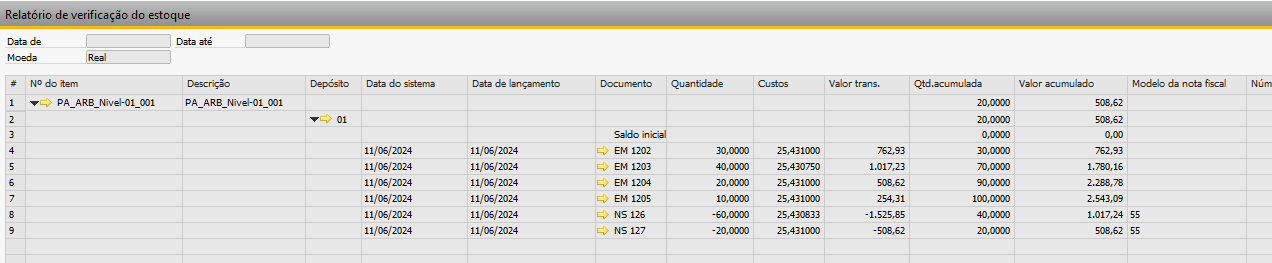 Relatório de verificação do estoque
Data de Data até
Moeda Real
# Nº do item Descrição Depósito Data do sistema Data de lançamento Documento Quantidade Custos Valor trans. Qtd.acumulada Valor acumulado Modelo da nota fiscal Núm
1 PA_ARB_Nivel-01_001 PA_ARB_Nivel-01_001 20,0000 508,62
2 01 20,0000 508,62
3 Saldo inicial 0,0000 0,00
4 11/06/2024 11/06/2024 EM 1202 30,0000 25,431000 762,93 30,0000 762,93
5 11/06/2024 11/06/2024 EM 1203 40,0000 25,430750 1.017,23 70,0000 1.780,16
6 11/06/2024 11/06/2024 EM 1204 20,0000 25,431000 508,62 90,0000 2.288,78
7 11/06/2024 11/06/2024 EM 1205 10,0000 25,431000 254,31 100,0000 2.543,09
8 11/06/2024 11/06/2024 NS 126 -60,0000 25,430833 -1.525,85 40,0000 1.017,24 55
9 11/06/2024 11/06/2024 NS 127 -20,0000 25,431000 -508,62 20,0000 508,62 55